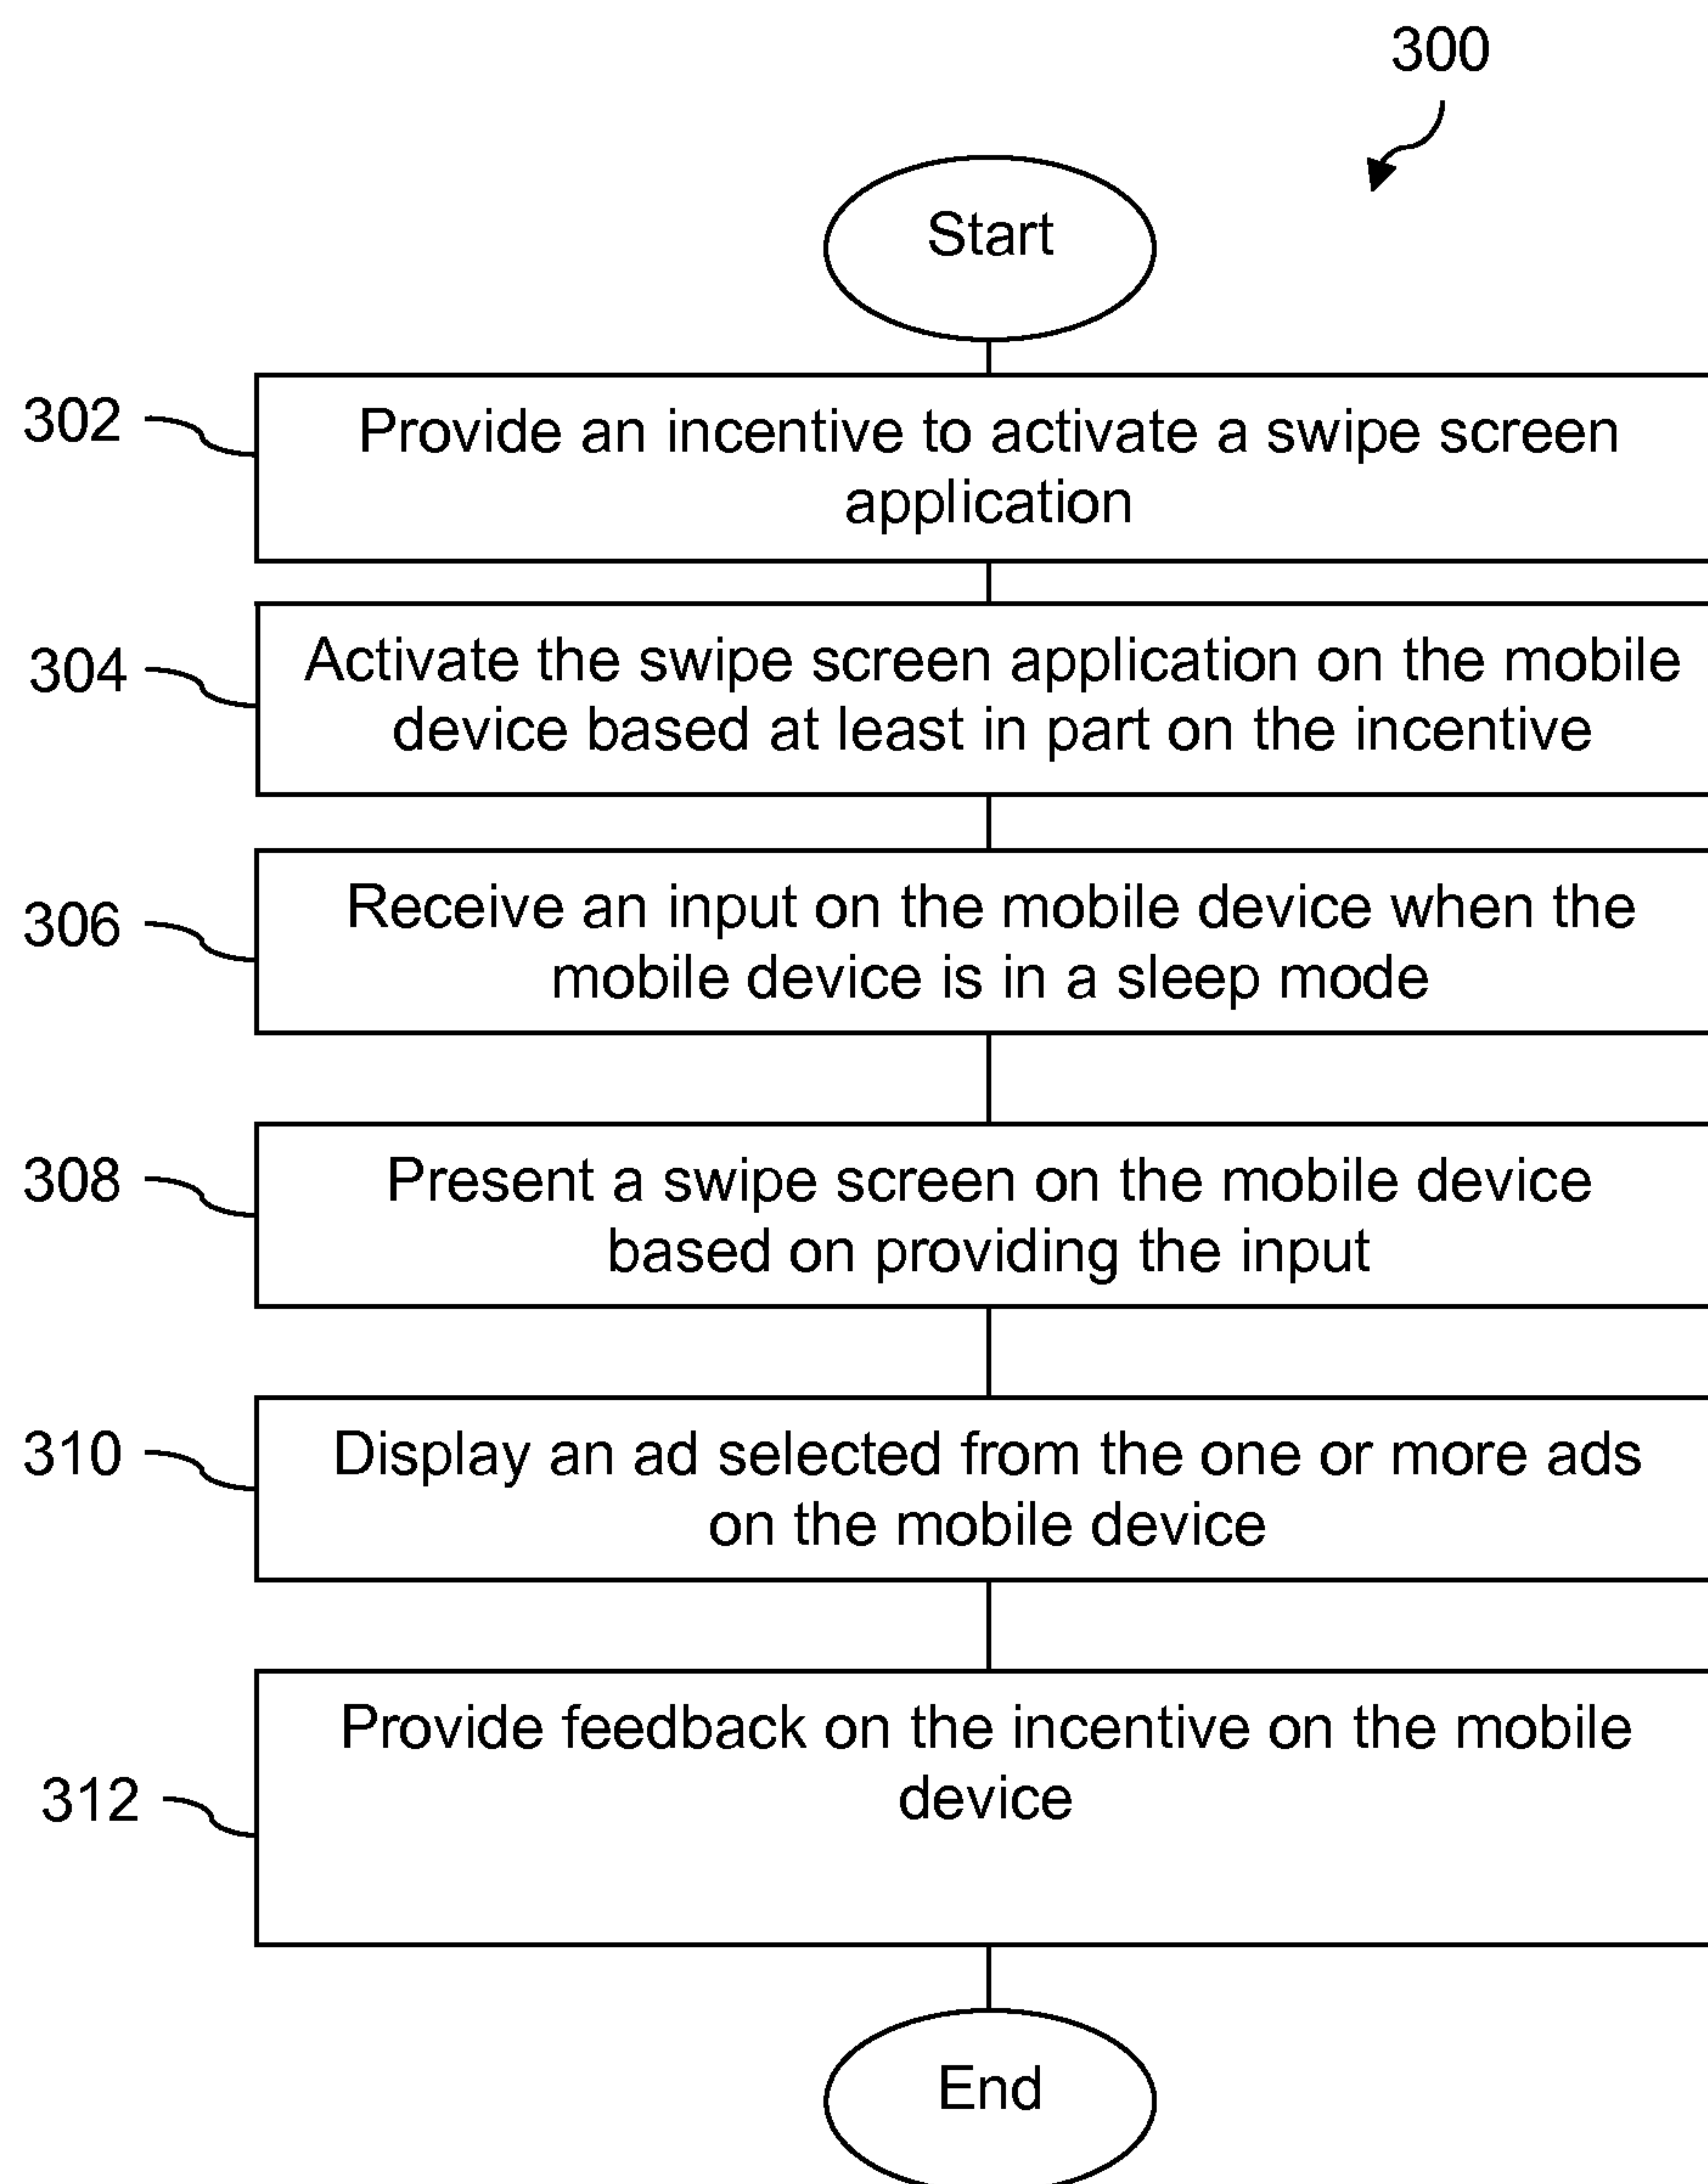 300
Start
302
Provide an incentive to activate a swipe screen
application
304
Activate the swipe screen application on the mobile
device based at least in part on the incentive
306
Receive an input on the mobile device when the
mobile device is in a sleep mode
308
Present a swipe screen on the mobile device
based on providing the input
310
Display an ad selected from the one or more ads
on the mobile device
312
Provide feedback on the incentive on the mobile
device
End